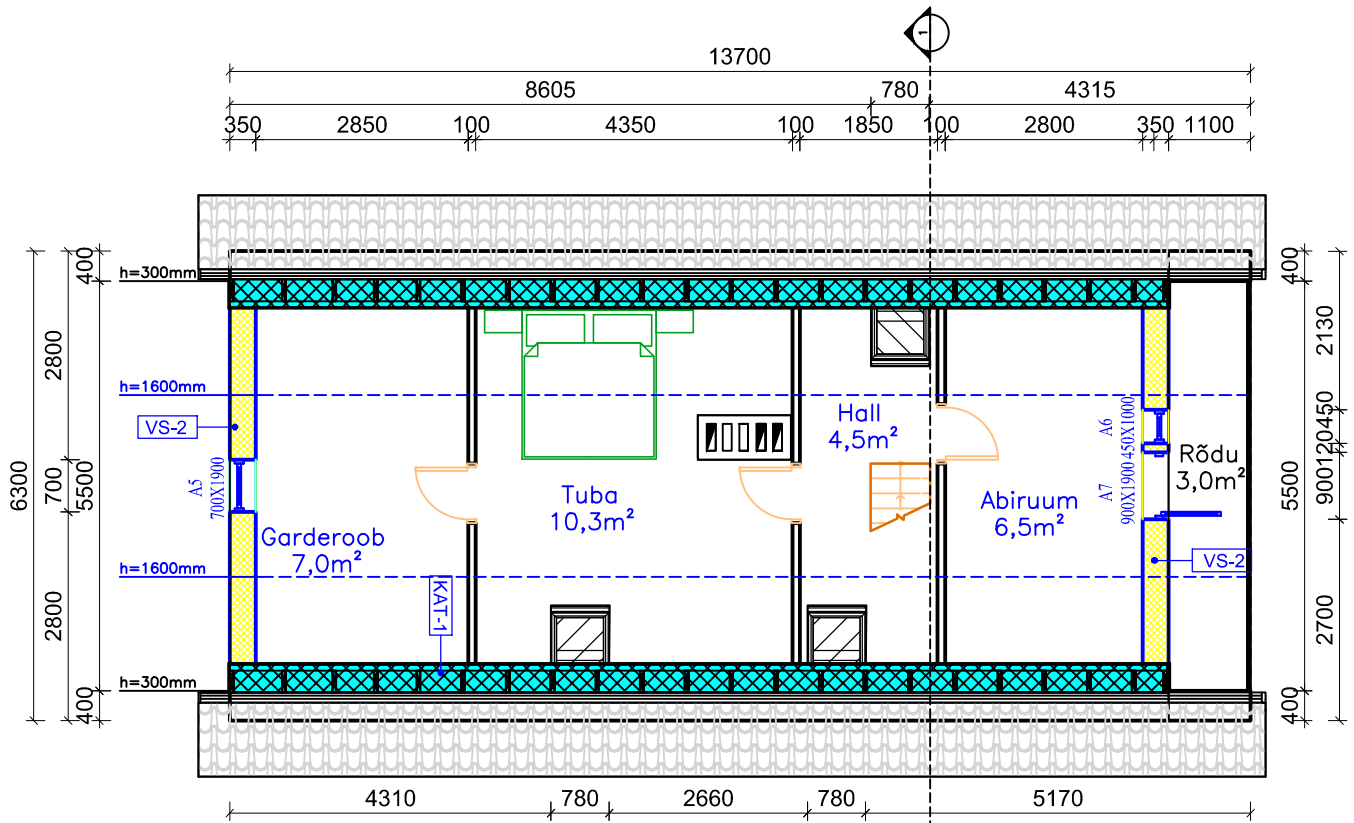 1
13700
8605 780 4315
350 2850 100 4350 100 1850 100 2800 350 1100
400
h=300mm
400
2800
2130
h=1600mm
VS-2
Hall
4,5m²
A6
450X1000
450
120
Rõdu
3,0m²
6300
700
5500
A5
700X1900
Tuba
10,3m²
Abiruum
6,5m²
A7
900X1900
900
5500
Garderoob
7,0m²
h=1600mm
VS-2
KAT-1
2800
2700
h=300mm
400
400
4310 780 2660 780 5170